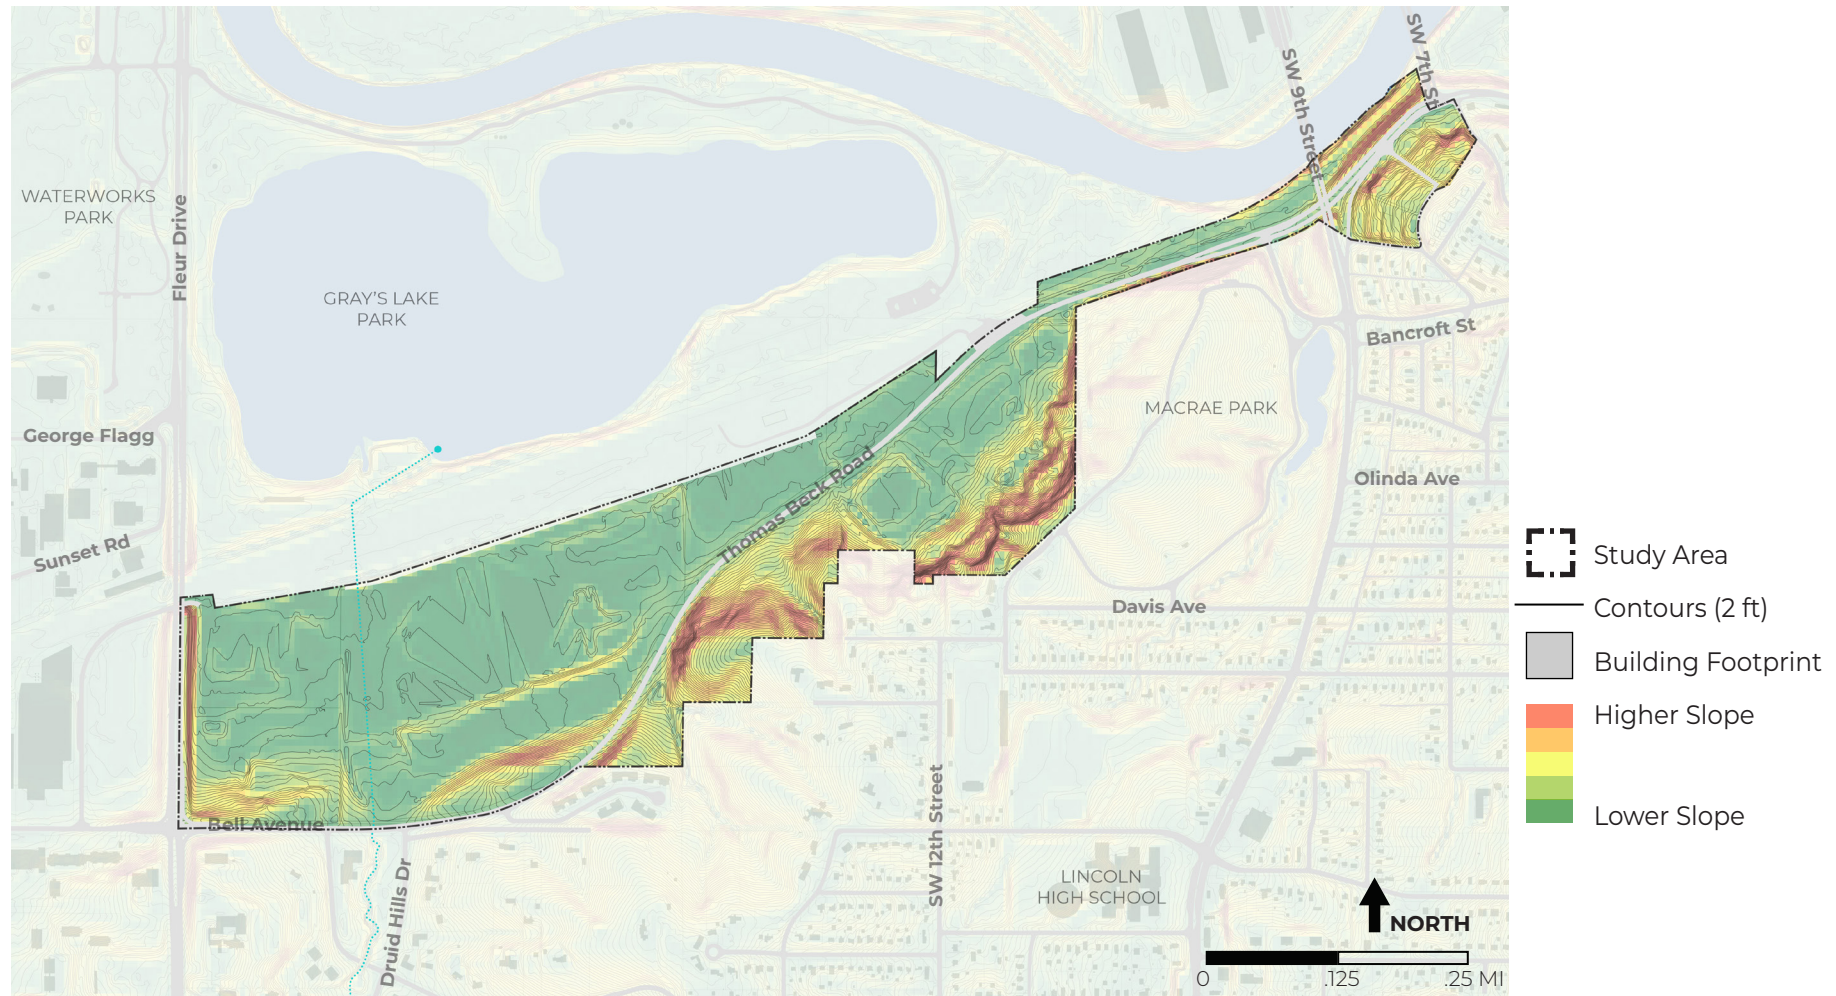 SW 7th St
SW 9th Street
WATERWORKS
PARK
Fleur Drive
GRAY'S LAKE
PARK
Bancroft St
MACRAE PARK
George Flagg
Thomas Beck Road
Olinda Ave
Sunset Rd
Davis Ave
Bell Avenue
SW 12th Street
Druid Hills Dr
LINCOLN
HIGH SCHOOL
NORTH
0 .125 .25 MI
Study Area
Contours (2 ft)
Building Footprint
Higher Slope
Lower Slope